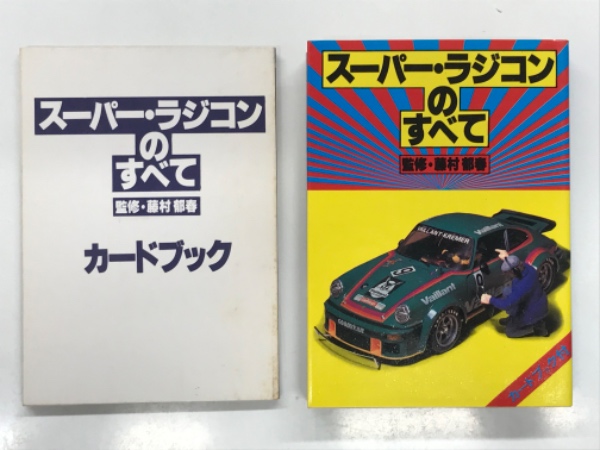 スーパー・ラジコン
の
すべて
監修・藤村 郁春
カードブック
スーパー・ラジコン
の
すべて
監修・藤村 郁春
VAILLANT-KREMER
Vaillant
Vaillant
9
GOODYEAR